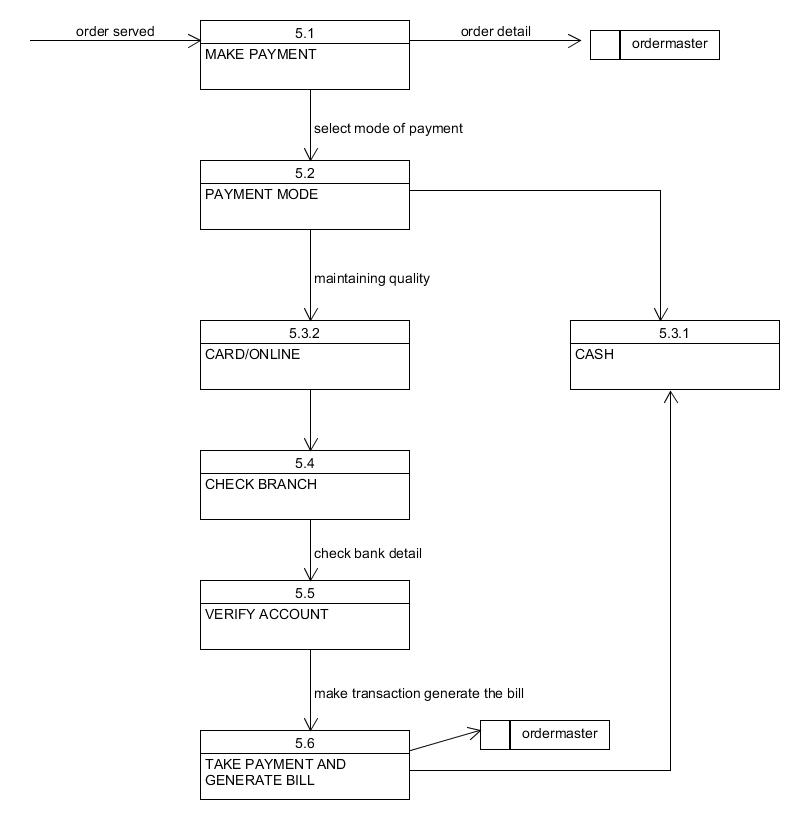 order served
5.1
MAKE PAYMENT
order detail
ordermaster
select mode of payment
5.2
PAYMENT MODE
maintaining quality
5.3.2
CARD/ONLINE
5.3.1
CASH
5.4
CHECK BRANCH
check bank detail
5.5
VERIFY ACCOUNT
make transaction generate the bill
5.6
TAKE PAYMENT AND
GENERATE BILL
ordermaster